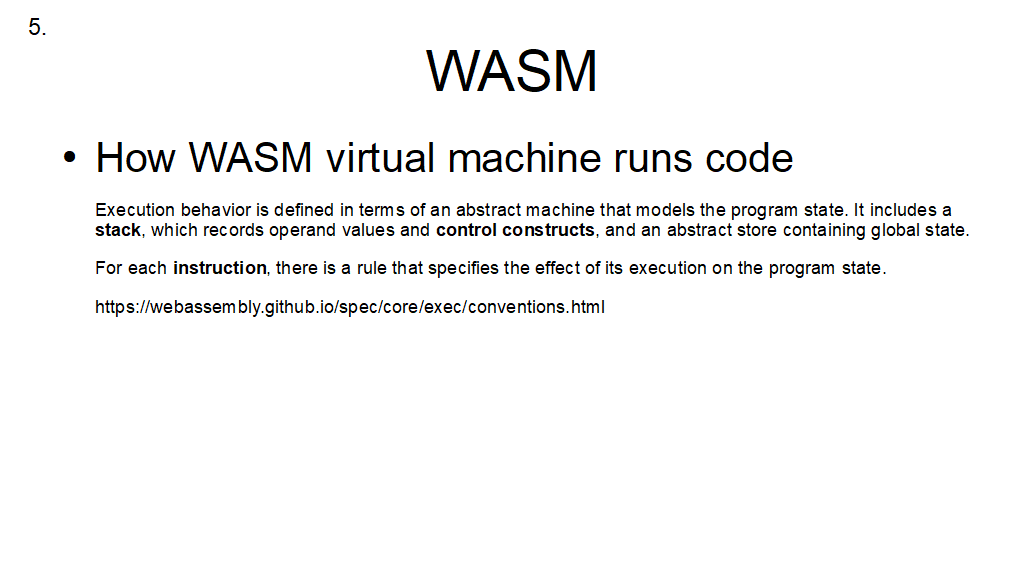 5.
WASM
• How WASM virtual machine runs code
Execution behavior is defined in terms of an abstract machine that models the program state. It includes a
stack, which records operand values and control constructs, and an abstract store containing global state.
For each instruction, there is a rule that specifies the effect of its execution on the program state.
https://webassembly.github.io/spec/core/exec/conventions.html